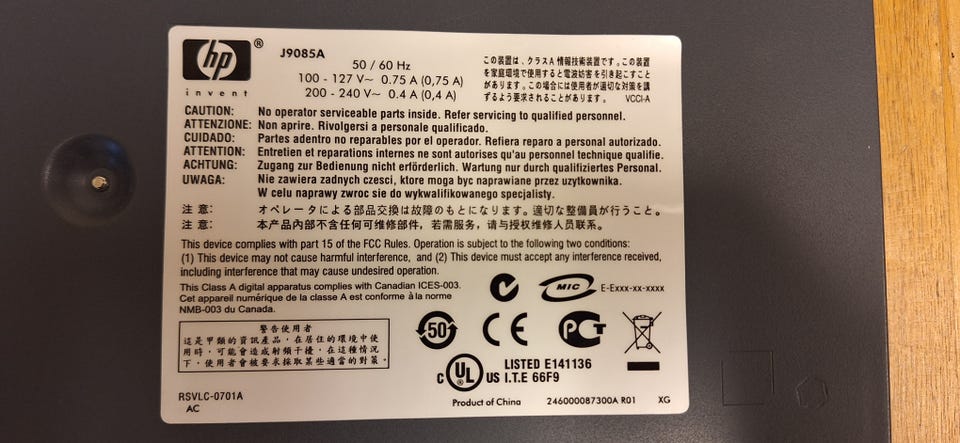 hp ®
invent
J9085A
50 / 60 Hz
100 - 127 V~ 0.75 A (0,75 A)
200 - 240 V~ 0.4 A (0,4 A)
この装置は、クラスA 情報技術装置です。この装置
を家庭環境で使用すると電波妨害を引き起こすこと
があります。この場合には使用者が適切な対策を講
ずるよう要求されることがあります。 VCCI-A
CAUTION: No operator serviceable parts inside. Refer servicing to qualified personnel.
ATTENZIONE: Non aprire. Rivolgersi a personale qualificado.
CUIDADO: Partes adentro no reparables por el operador. Refiera reparo a personal autorizado.
ATTENTION: Entretien et reparations internes ne sont autorises qu'au personnel technique qualifie.
ACHTUNG: Zugang zur Bedienung nicht erförderlich. Wartung nur durch qualifiziertes Personal.
UWAGA: Nie zawiera zadnych czesci, ktore moga byc naprawiane przez uzytkownika.
W celu naprawy zwroc sie do wykwalifikowanego specjalisty.
注意: オペレータによる部品交換は故障のもとになります。適切な整備員が行うこと。
注意: 本产品内部不含任何可维修部件，若需服务，请与授权维修人员联系。
This device complies with part 15 of the FCC Rules. Operation is subject to the following two conditions:
(1) This device may not cause harmful interference, and (2) This device must accept any interference received,
including interference that may cause undesired operation.
This Class A digital apparatus complies with Canadian ICES-003.
Cet appareil numérique de la classe A est conforme à la norme
NMB-003 du Canada.
MIC E-Exxx-xx-xxxx
警告使用者
這是甲類的資訊產品，在居住的環境中使
用時，可能會造成射頻干擾，在這種情況
下，使用者會被要求採取某些適當的對策。
50 CE PCT
c UL US LISTED E141136
I.T.E 66F9
RSVLC-0701A
AC
Product of China 246000087300A R01 XG